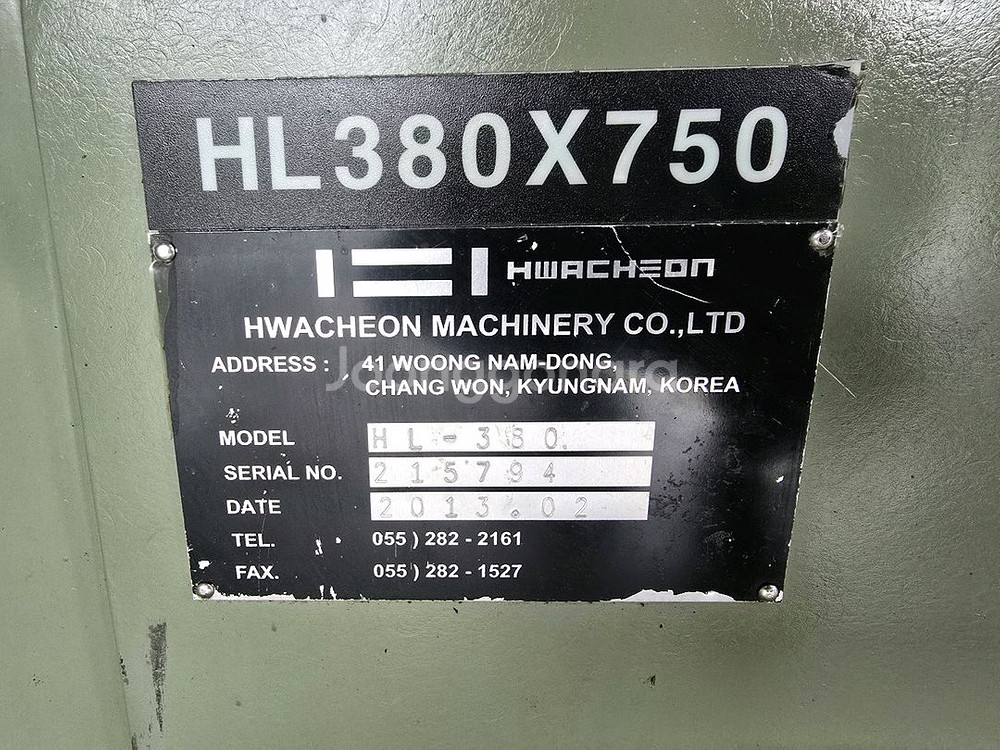 HL380X750
HWACHEON
HWACHEON MACHINERY CO.,LTD
ADDRESS : 41 WOONG NAM-DONG,
CHANG WON, KYUNGNAM, KOREA
MODEL HL-380
SERIAL NO. 215794
DATE 2013.02
TEL. 055 ) 282 - 2161
FAX. 055 ) 282 - 1527
Joonggonara